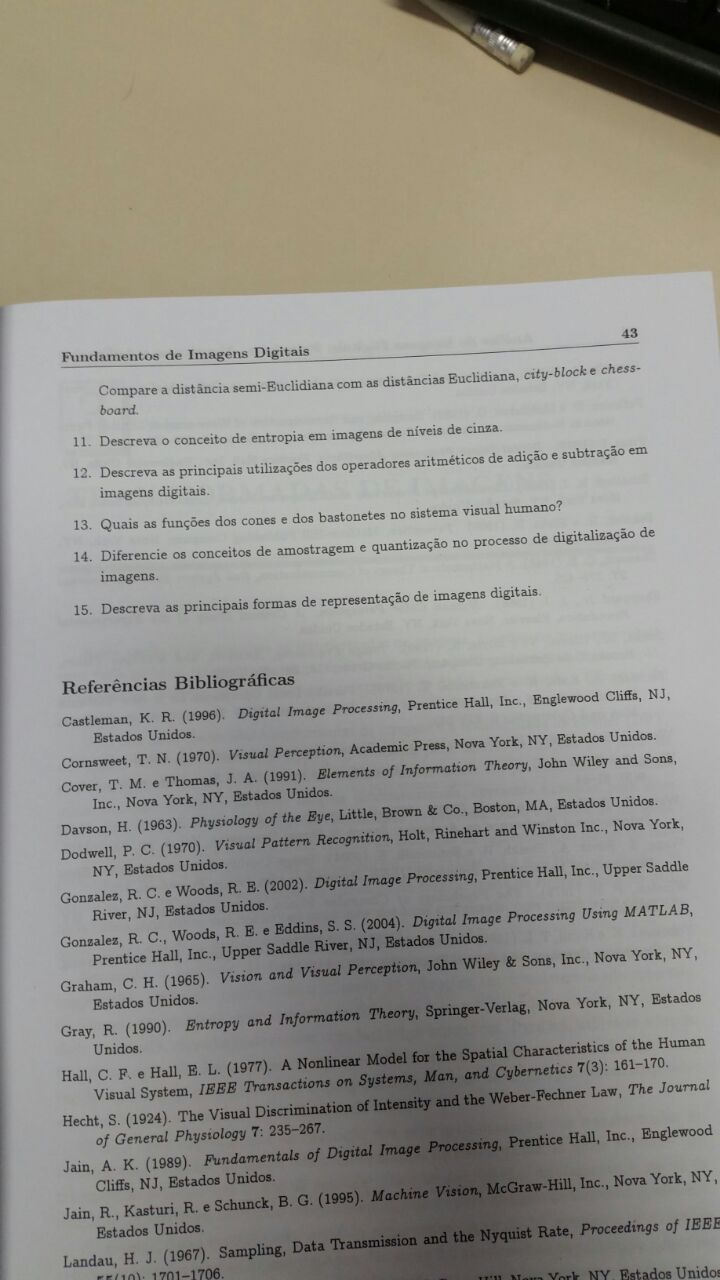 Fundamentos de Imagens Digitais 43
Compare a distância semi-Euclidiana com as distâncias Euclidiana, city-block e chess-
board.
11. Descreva o conceito de entropia em imagens de níveis de cinza.
12. Descreva as principais utilizações dos operadores aritméticos de adição e subtração em
imagens digitais.
13. Quais as funções dos cones e dos bastonetes no sistema visual humano?
14. Diferencie os conceitos de amostragem e quantização no processo de digitalização de
imagens.
15. Descreva as principais formas de representação de imagens digitais.
Referências Bibliográficas
Castleman, K. R. (1996). Digital Image Processing, Prentice Hall, Inc., Englewood Cliffs, NJ,
Estados Unidos.
Cornsweet, T. N. (1970). Visual Perception, Academic Press, Nova York, NY, Estados Unidos.
Cover, T. M. e Thomas, J. A. (1991). Elements of Information Theory, John Wiley and Sons,
Inc., Nova York, NY, Estados Unidos.
Davson, H. (1963). Physiology of the Eye, Little, Brown & Co., Boston, MA, Estados Unidos.
Dodwell, P. C. (1970). Visual Pattern Recognition, Holt, Rinehart and Winston Inc., Nova York,
NY, Estados Unidos.
Gonzalez, R. C. e Woods, R. E. (2002). Digital Image Processing, Prentice Hall, Inc., Upper Saddle
River, NJ, Estados Unidos.
Gonzalez, R. C., Woods, R. E. e Eddins, S. S. (2004). Digital Image Processing Using MATLAB,
Prentice Hall, Inc., Upper Saddle River, NJ, Estados Unidos.
Graham, C. H. (1965). Vision and Visual Perception, John Wiley & Sons, Inc., Nova York, NY,
Estados Unidos.
Gray, R. (1990). Entropy and Information Theory, Springer-Verlag, Nova York, NY, Estados
Unidos.
Hall, C. F. e Hall, E. L. (1977). A Nonlinear Model for the Spatial Characteristics of the Human
Visual System, IEEE Transactions on Systems, Man, and Cybernetics 7(3): 161–170.
Hecht, S. (1924). The Visual Discrimination of Intensity and the Weber-Fechner Law, The Journal
of General Physiology 7: 235–267.
Jain, A. K. (1989). Fundamentals of Digital Image Processing, Prentice Hall, Inc., Englewood
Cliffs, NJ, Estados Unidos.
Jain, R., Kasturi, R. e Schunck, B. G. (1995). Machine Vision, McGraw-Hill, Inc., Nova York, NY,
Estados Unidos.
Landau, H. J. (1967). Sampling, Data Transmission and the Nyquist Rate, Proceedings of IEEE
55(10): 1701–1706.
Nova York, NY, Estados Unidos